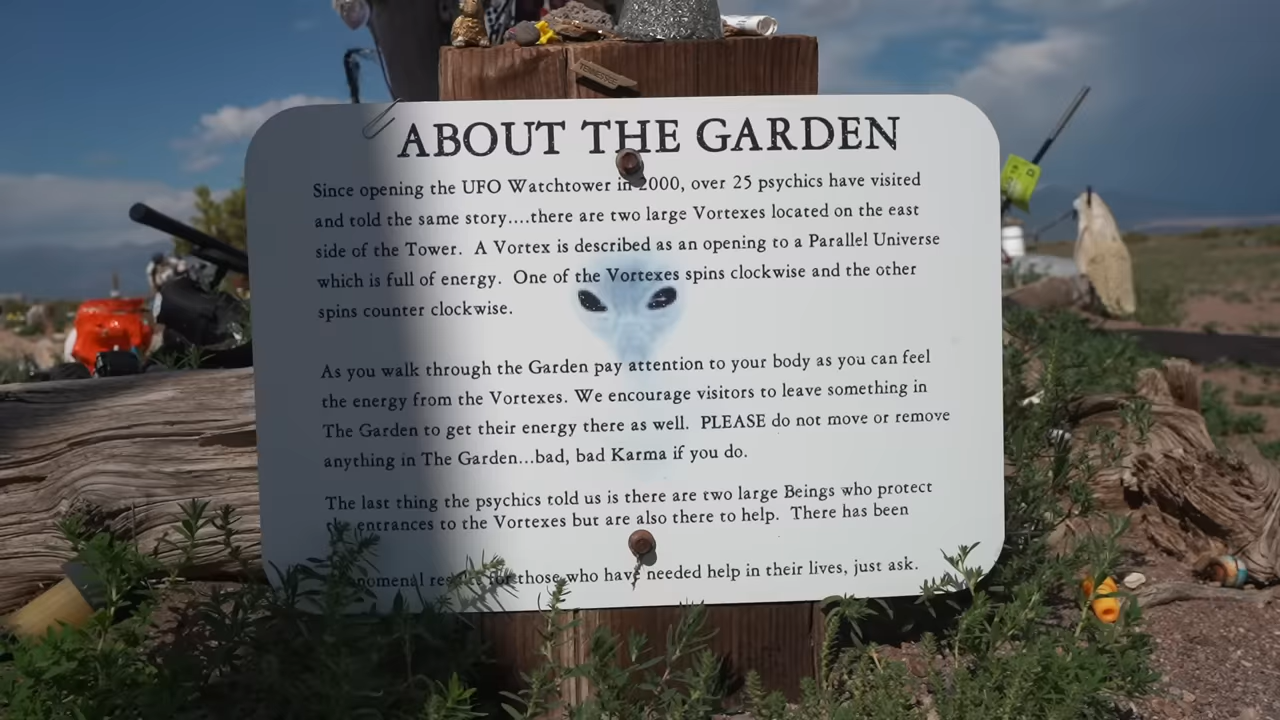 TENNESSEE
ABOUT THE GARDEN
Since opening the UFO Watchtower in 2000, over 25 psychics have visited
and told the same story....there are two large Vortexes located on the east
side of the Tower. A Vortex is described as an opening to a Parallel Universe
which is full of energy. One of the Vortexes spins clockwise and the other
spins counter clockwise.
As you walk through the Garden pay attention to your body as you can feel
the energy from the Vortexes. We encourage visitors to leave something in
The Garden to get their energy there as well. PLEASE do not move or remove
anything in The Garden...bad, bad Karma if you do.
The last thing the psychics told us is there are two large Beings who protect
the entrances to the Vortexes but are also there to help. There has been
those who have needed help in their lives, just ask.